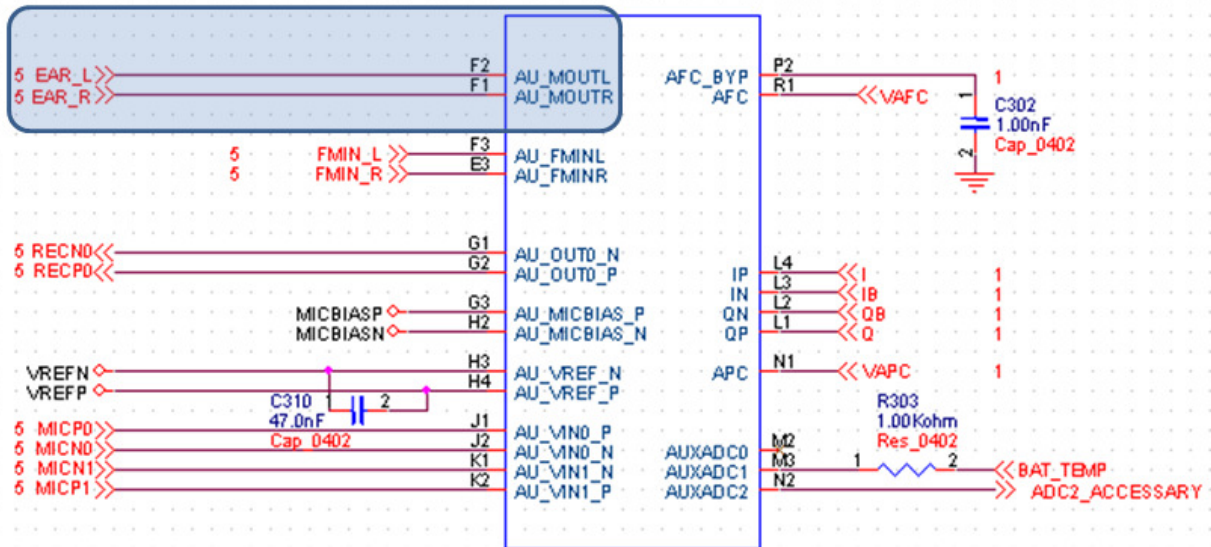 5 EAR_L F2 AU_MOUTL AFC_BYP P2 1
5 EAR_R F1 AU_MOUTR AFC R1 VAFC
1 C302
1.00nF
2 Cap_0402
5 FMIN_L F3 AU_FMINL
5 FMIN_R E3 AU_FMINR
5 RECN0 G1 AU_OUT0_N
5 RECP0 G2 AU_OUT0_P IP L4 I 1
IN L3 IB 1
MICBIASP G3 AU_MICBIAS_P QN L2 QB 1
MICBIASN H2 AU_MICBIAS_N QP L1 Q 1
VREFN H3 AU_VREF_N APC N1 VAPC 1
VREFP H4 AU_VREF_P
C310 1 2
47.0nF
Cap_0402
R303
1.00Kohm
Res_0402
5 MICP0 J1 AU_VIN0_P
5 MICN0 J2 AU_VIN0_N AUXADC0 M2
5 MICN1 K1 AU_VIN1_N AUXADC1 M3 1 2 BAT_TEMP
5 MICP1 K2 AU_VIN1_P AUXADC2 N2 ADC2_ACCESSARY